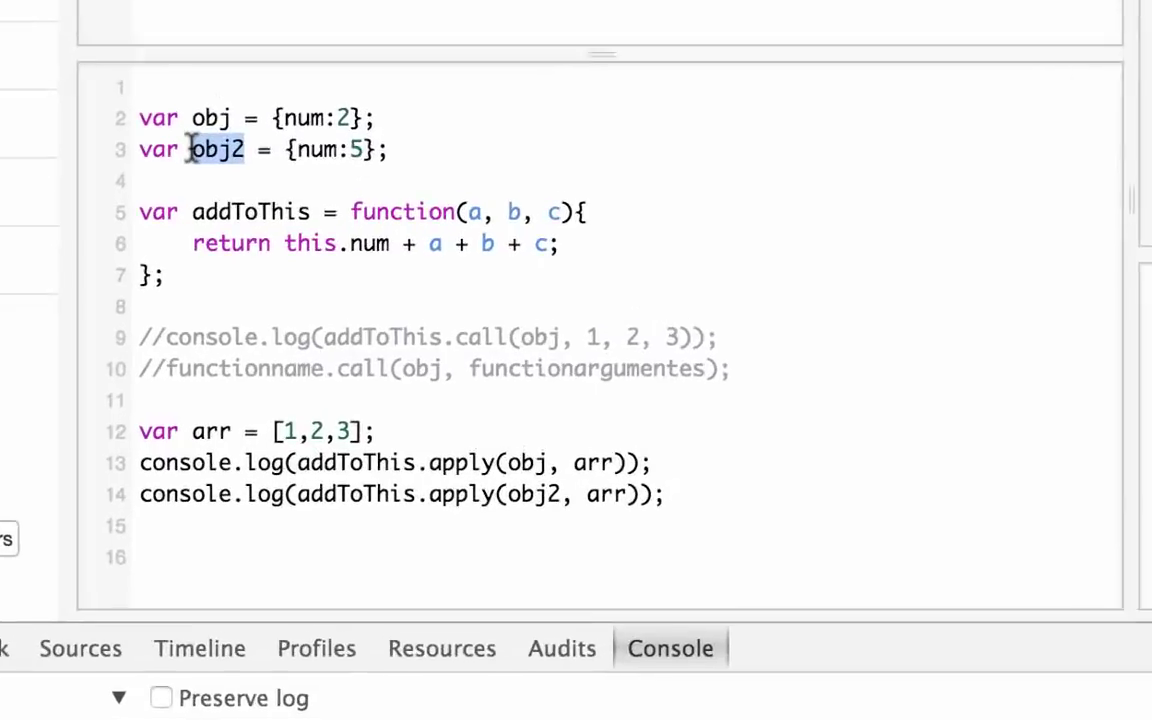 1
2 var obj = {num:2};
3 var obj2 = {num:5};
4
5 var addToThis = function(a, b, c){
6 return this.num + a + b + c;
7 };
8
9 //console.log(addToThis.call(obj, 1, 2, 3));
10 //functionname.call(obj, functionargumentes);
11
12 var arr = [1,2,3];
13 console.log(addToThis.apply(obj, arr));
14 console.log(addToThis.apply(obj2, arr));
15
rs
16
k Sources Timeline Profiles Resources Audits Console
▼ Preserve log